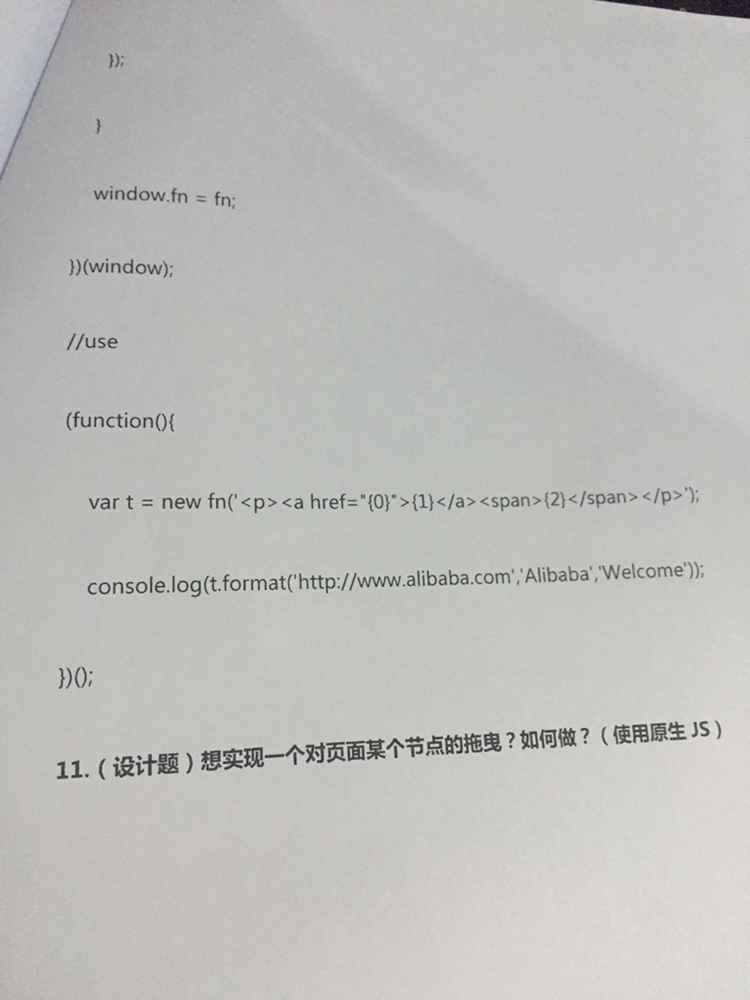 });
}
window.fn = fn;
})(window);
//use
(function(){
var t = new fn('<p><a href="{0}">{1}</a><span>{2}</span></p>');
console.log(t.format('http://www.alibaba.com','Alibaba','Welcome'));
})();
11.（设计题）想实现一个对页面某个节点的拖曳？如何做？（使用原生 JS）